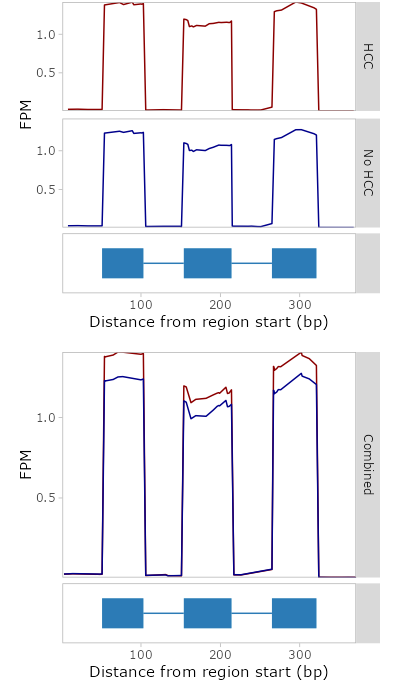 FPM
1.0
0.5
HCC
1.0
0.5
No HCC
100 200 300
Distance from region start (bp)
FPM
1.0
0.5
Combined
100 200 300
Distance from region start (bp)